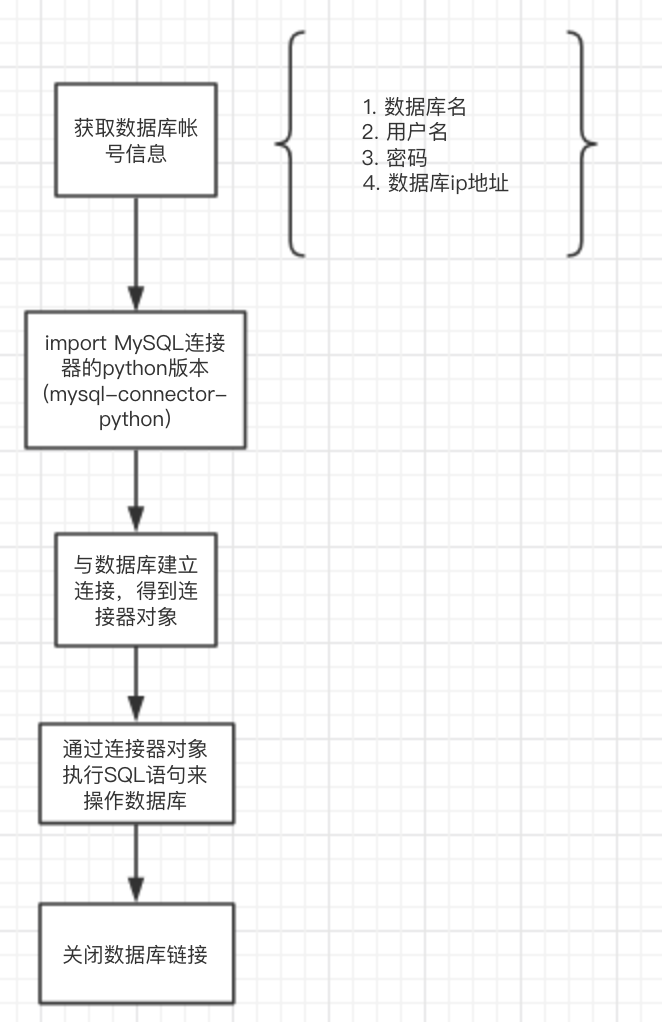 获取数据库帐
号信息
1. 数据库名
2. 用户名
3. 密码
4. 数据库ip地址
import MySQL连接
器的python版本
(mysql-connector-
python)
与数据库建立
连接，得到连
接器对象
通过连接器对象
执行SQL语句来
操作数据库
关闭数据库链接